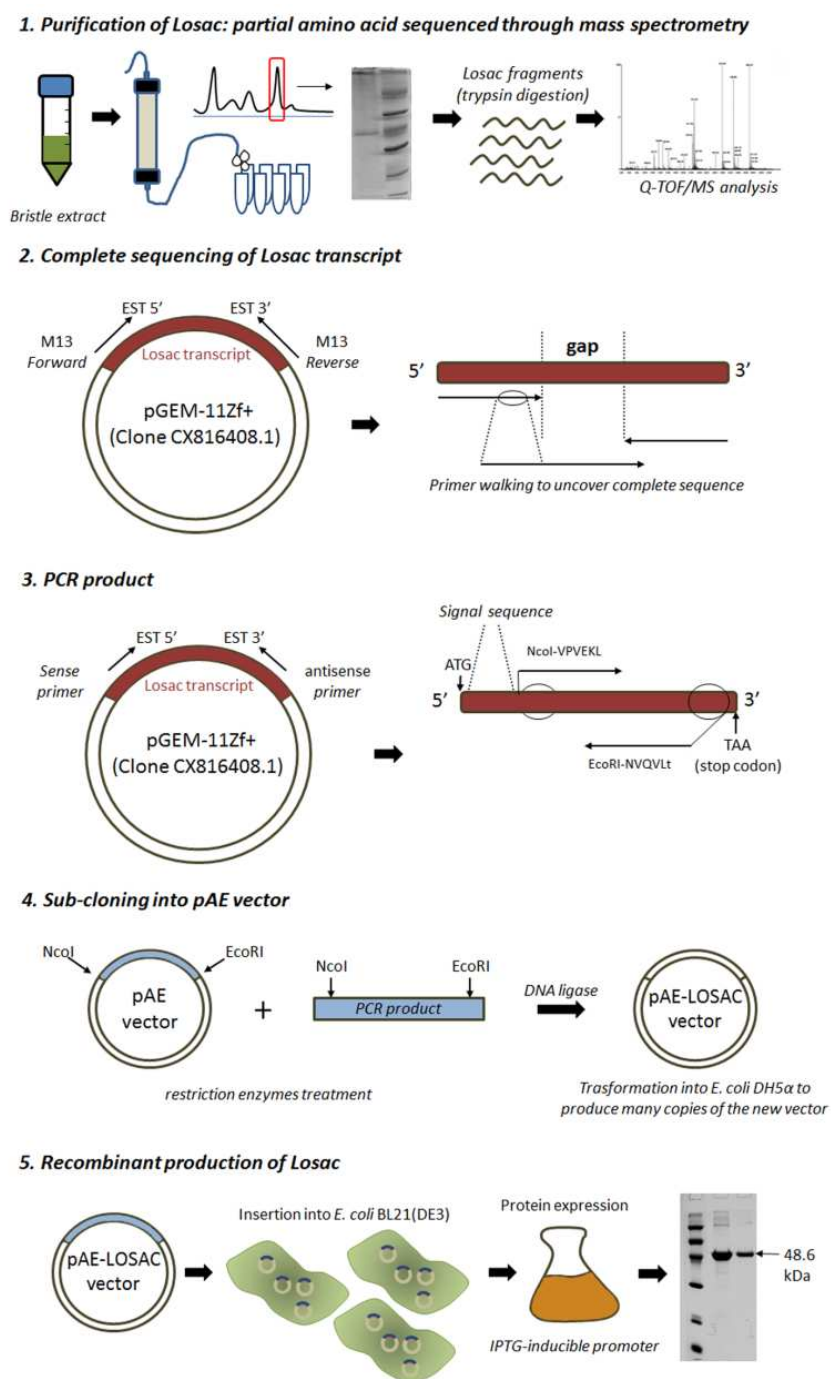 1. Purification of Losac: partial amino acid sequenced through mass spectrometry
Losac fragments
(trypsin digestion)
Bristle extract
Q-TOF/MS analysis
2. Complete sequencing of Losac transcript
EST 5’
EST 3’
M13
Forward
M13
Reverse
Losac transcript
pGEM-11Zf+
(Clone CX816408.1)
gap
5’
3’
Primer walking to uncover complete sequence
3. PCR product
EST 5’
EST 3’
Sense
primer
antisense
primer
Losac transcript
pGEM-11Zf+
(Clone CX816408.1)
Signal sequence
NcoI-VPVEKL
ATG
5’
3’
EcoRI-NVQVLt
TAA
(stop codon)
4. Sub-cloning into pAE vector
NcoI
EcoRI
pAE
vector
+
NcoI
EcoRI
PCR product
DNA ligase
pAE-LOSAC
vector
restriction enzymes treatment
Trasformation into E. coli DH5α to
produce many copies of the new vector
5. Recombinant production of Losac
pAE-LOSAC
vector
Insertion into E. coli BL21(DE3)
Protein expression
IPTG-inducible promoter
48.6
kDa